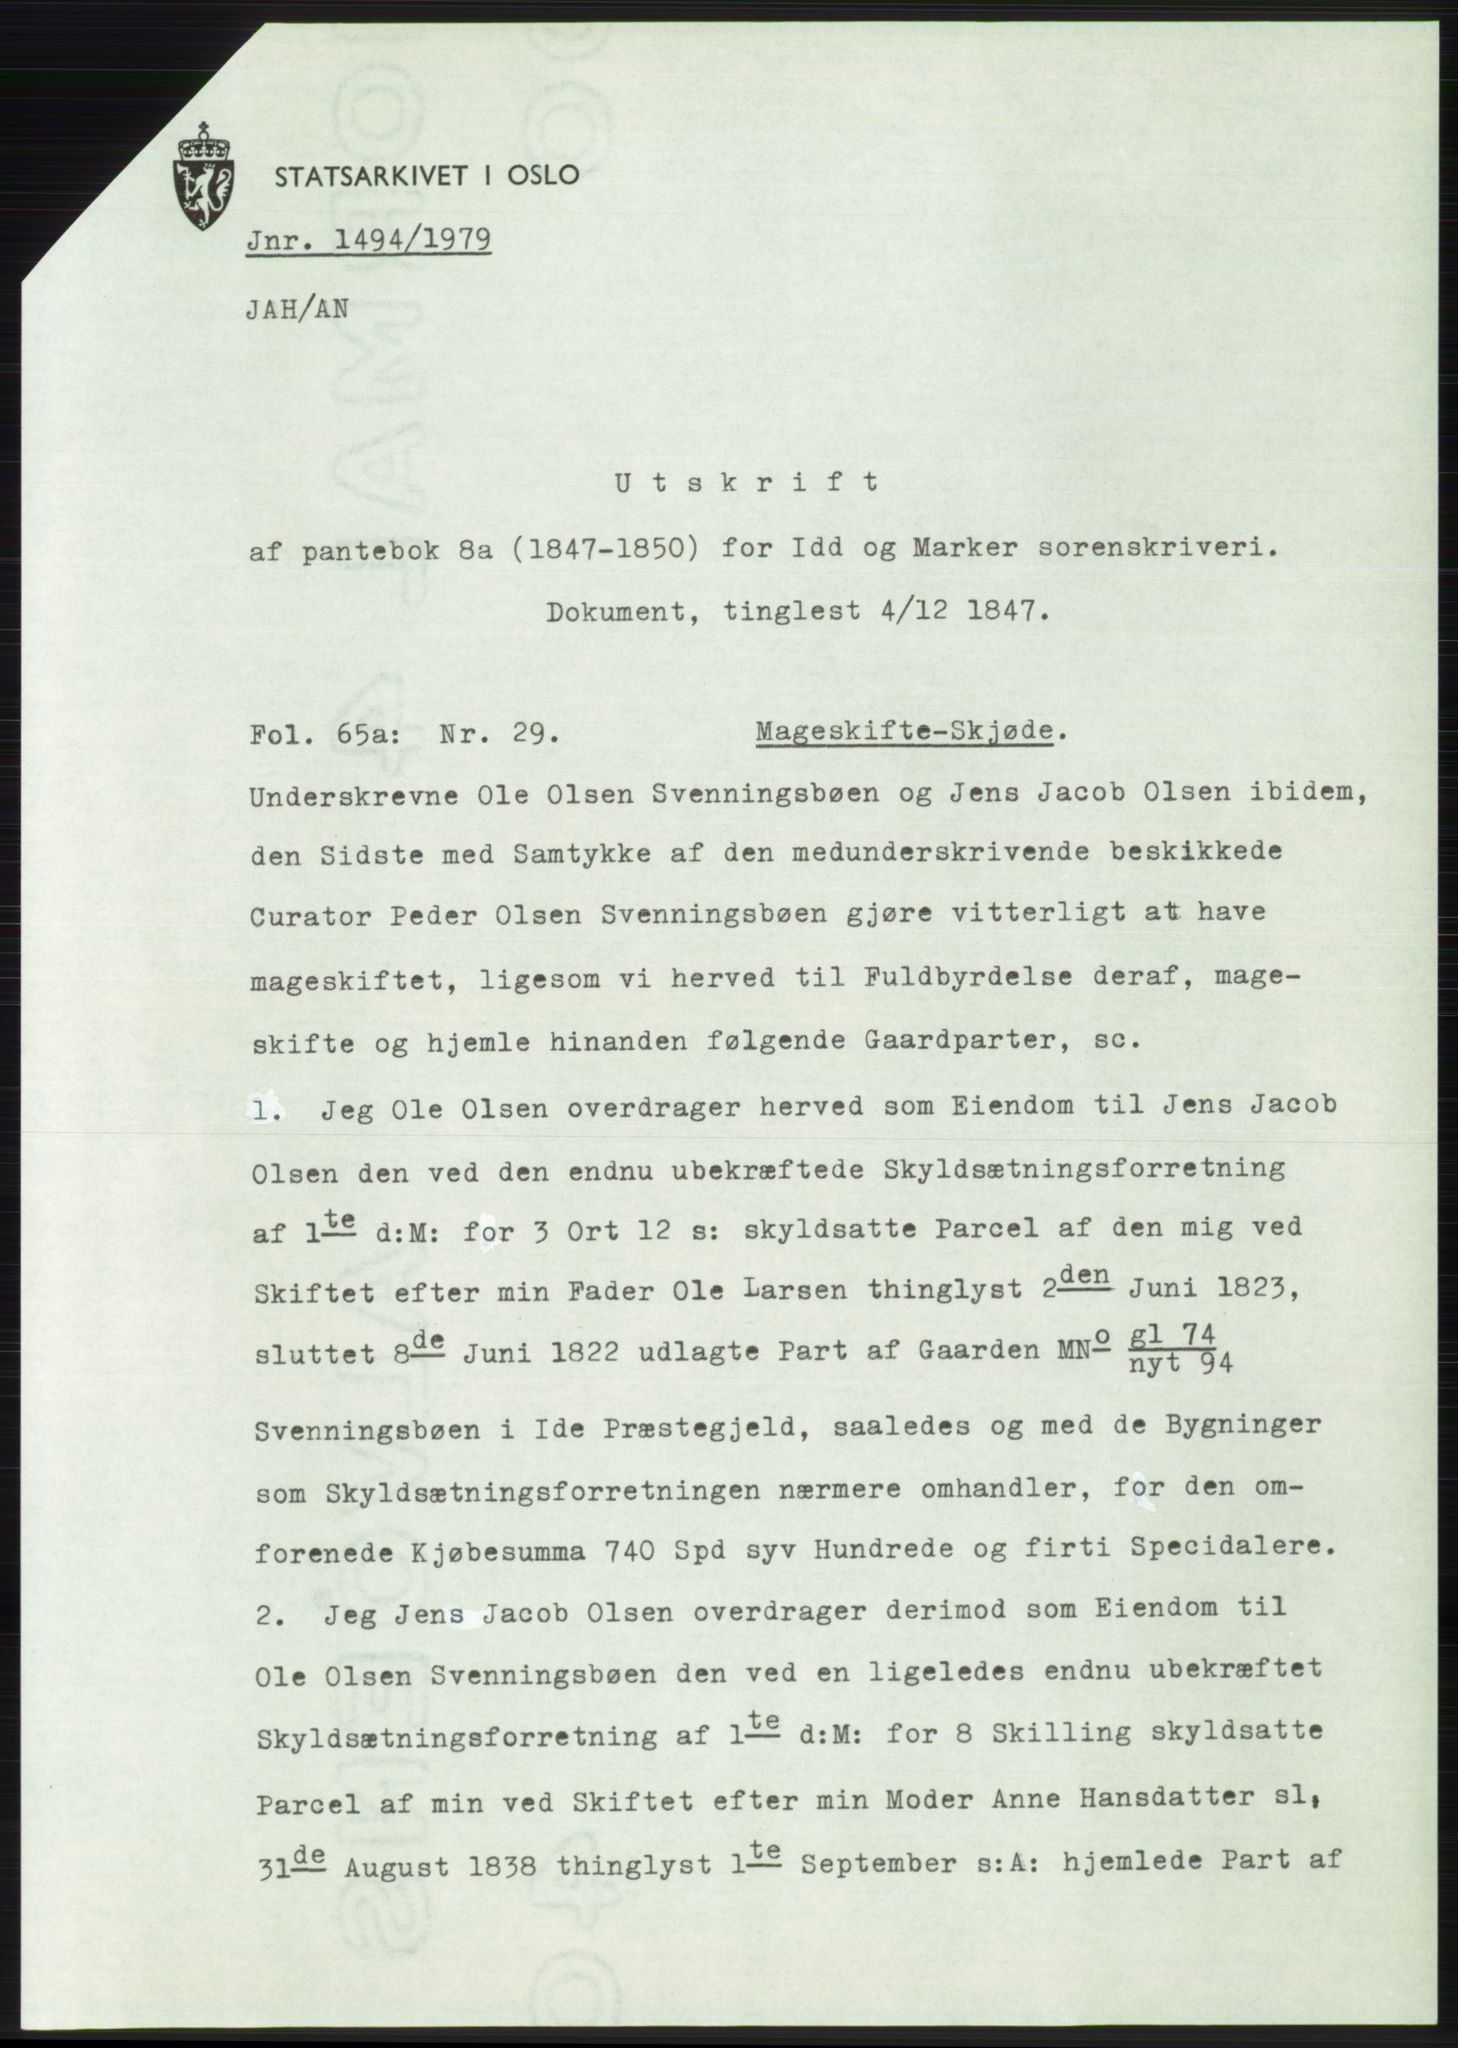 STATSARKIVET I OSLO
Jnr. 1494/1979
JAH/AN
Utskrift
af pantebok 8a (1847-1850) for Idd og Marker sorenskriveri.
Dokument, tinglest 4/12 1847.
Fol. 65a: Nr. 29. Mageskifte-Skjøde.
Underskrevne Ole Olsen Svenningsbøen og Jens Jacob Olsen ibidem,
den Sidste med Samtykke af den medunderskrivende beskikkede
Curator Peder Olsen Svenningsbøen gjøre vitterligt at have
mageskiftet, ligesom vi herved til Fuldbyrdelse deraf, mage-
skifte og hjemle hinanden følgende Gaardparter, sc.
1. Jeg Ole Olsen overdrager herved som Eiendom til Jens Jacob
Olsen den ved den endnu ubekræftede Skyldsætningsforretning
af 1te d:M: for 3 Ort 12 s: skyldsatte Parcel af den mig ved
Skiftet efter min Fader Ole Larsen thinglyst 2den Juni 1823,
sluttet 8de Juni 1822 udlagte Part af Gaarden MNo gl 74
nyt 94
Svenningsbøen i Ide Præstegjeld, saaledes og med de Bygninger
som Skyldsætningsforretningen nærmere omhandler, for den om-
forenede Kjøbesumma 740 Spd syv Hundrede og firti Specidalere.
2. Jeg Jens Jacob Olsen overdrager derimod som Eiendom til
Ole Olsen Svenningsbøen den ved en ligeledes endnu ubekræftet
Skyldsætningsforretning af 1te d:M: for 8 Skilling skyldsatte
Parcel af min ved Skiftet efter min Moder Anne Hansdatter sl,
31de August 1838 thinglyst 1te September s:A: hjemlede Part af